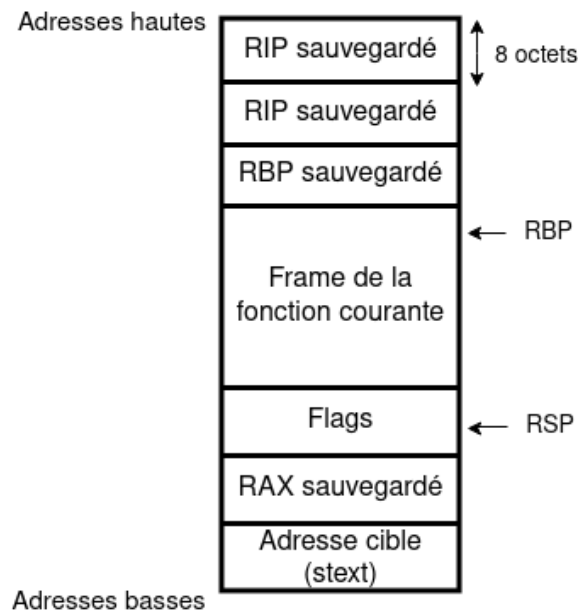 Adresses hautes
RIP sauvegardé
8 octets
RIP sauvegardé
RBP sauvegardé
RBP
Frame de la
fonction courante
Flags
RSP
RAX sauvegardé
Adresse cible
(stext)
Adresses basses